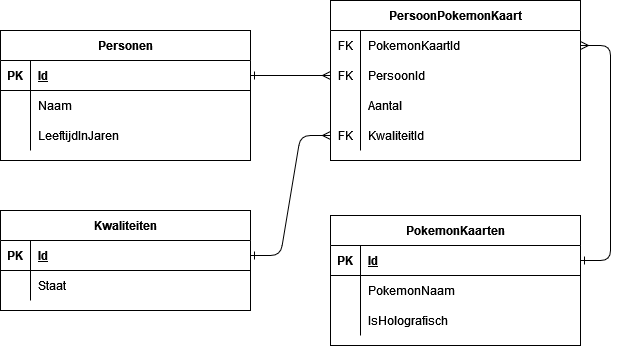 PersoonPokemonKaart
FK PokemonKaartId
FK PersoonId
Aantal
FK KwaliteitId
Personen
PK Id
Naam
LeeftijdInJaren
Kwaliteiten
PK Id
Staat
PokemonKaarten
PK Id
PokemonNaam
IsHolografisch